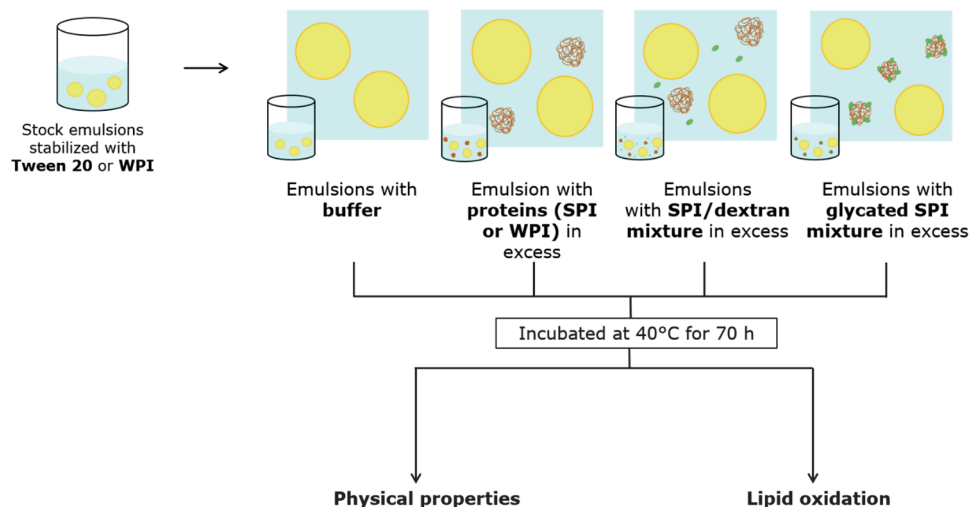 Stock emulsions
stabilized with
Tween 20 or WPI
Emulsions with
buffer
Emulsion with
proteins (SPI
or WPI) in
excess
Emulsions
with SPI/dextran
mixture in excess
Emulsions with
glycated SPI
mixture in excess
Incubated at 40°C for 70 h
Physical properties
Lipid oxidation